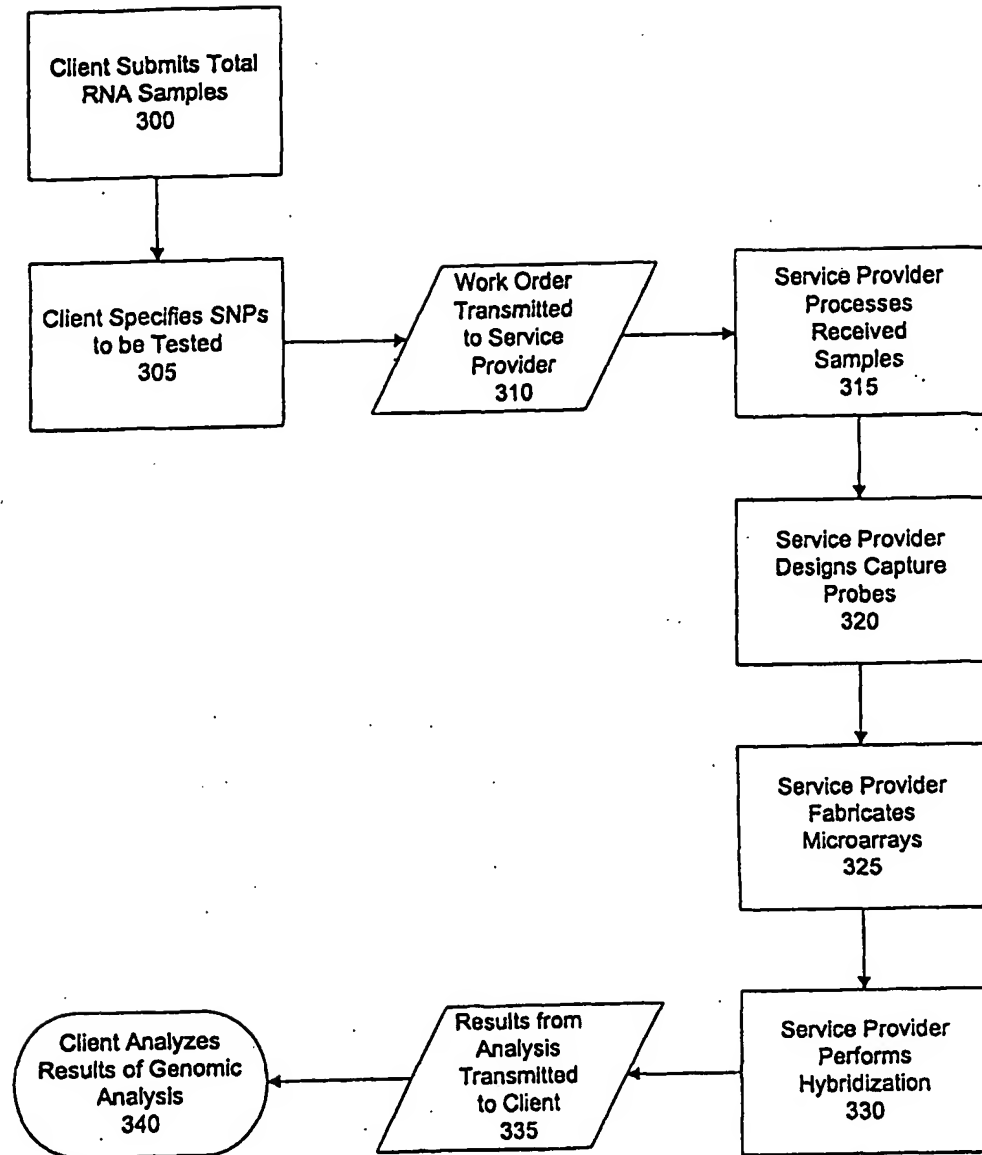 Client Submits Total
RNA Samples
300
Client Specifies SNPs
to be Tested
305
Work Order
Transmitted
to Service
Provider
310
Service Provider
Processes
Received
Samples
315
Service Provider
Designs Capture
Probes
320
Service Provider
Fabricates
Microarrays
325
Service Provider
Performs
Hybridization
330
Results from
Analysis
Transmitted
to Client
335
Client Analyzes
Results of Genomic
Analysis
340